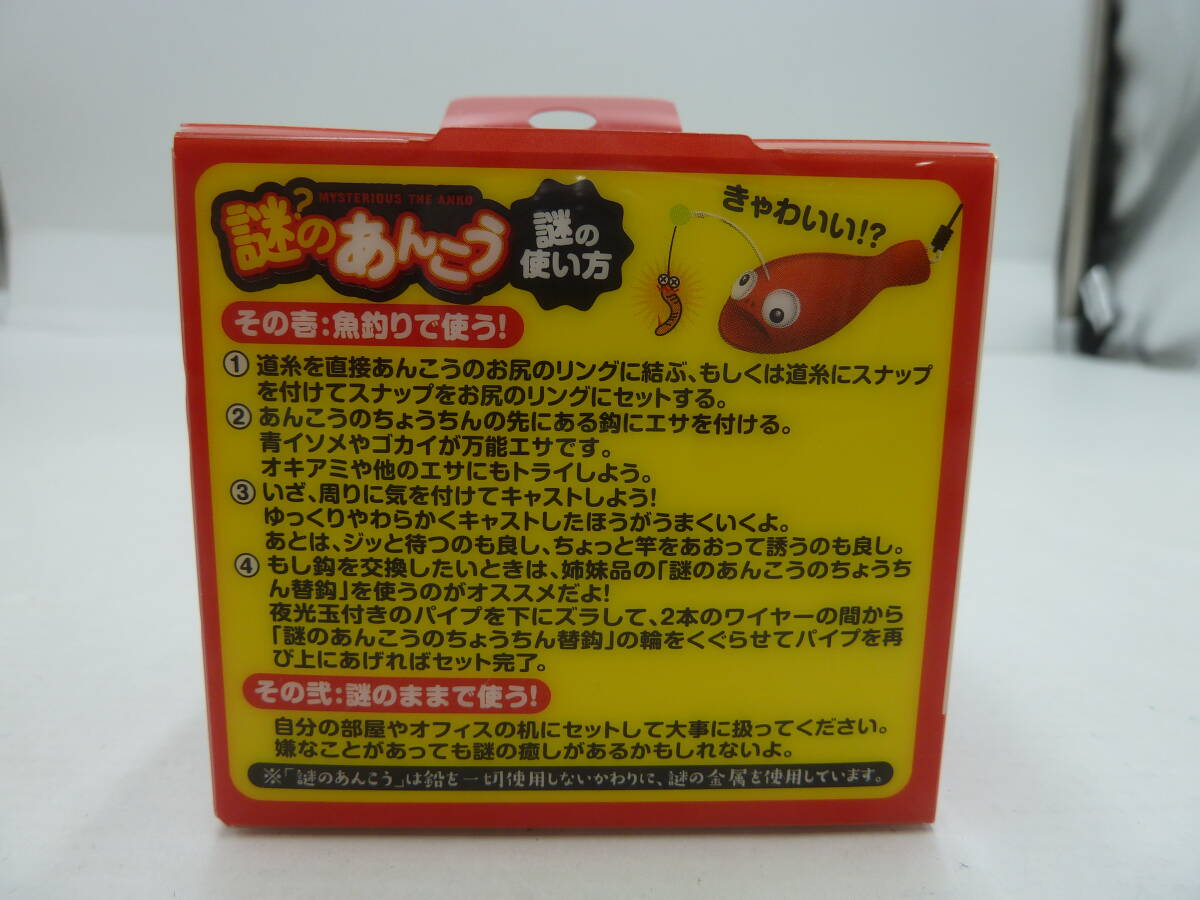 MYSTERIOUS THE ANKO
謎?のあんこう
謎の
使い方
きゃわいい!?
その壱:魚釣りで使う!
① 道糸を直接あんこうのお尻のリングに結ぶ、もしくは道糸にスナップ
を付けてスナップをお尻のリングにセットする。
② あんこうのちょうちんの先にある鈎にエサを付ける。
青イソメやゴカイが万能エサです。
オキアミや他のエサにもトライしよう。
③ いざ、周りに気を付けてキャストしよう!
ゆっくりやわらかくキャストしたほうがうまくいくよ。
あとは、ジッと待つのも良し、ちょっと竿をあおって誘うのも良し。
④ もし鈎を交換したいときは、姉妹品の「謎のあんこうのちょうち
ん替鈎」を使うのがオススメだよ!
夜光玉付きのパイプを下にズラして、2本のワイヤーの間から
「謎のあんこうのちょうちん替鈎」の輪をくぐらせてパイプを再
び上にあげればセット完了。
その弐:謎のままで使う!
自分の部屋やオフィスの机にセットして大事に扱ってください。
嫌なことがあっても謎の癒しがあるかもしれないよ。
※「謎のあんこう」は鉛を一切使用しないかわりに、謎の金属を使用しています。